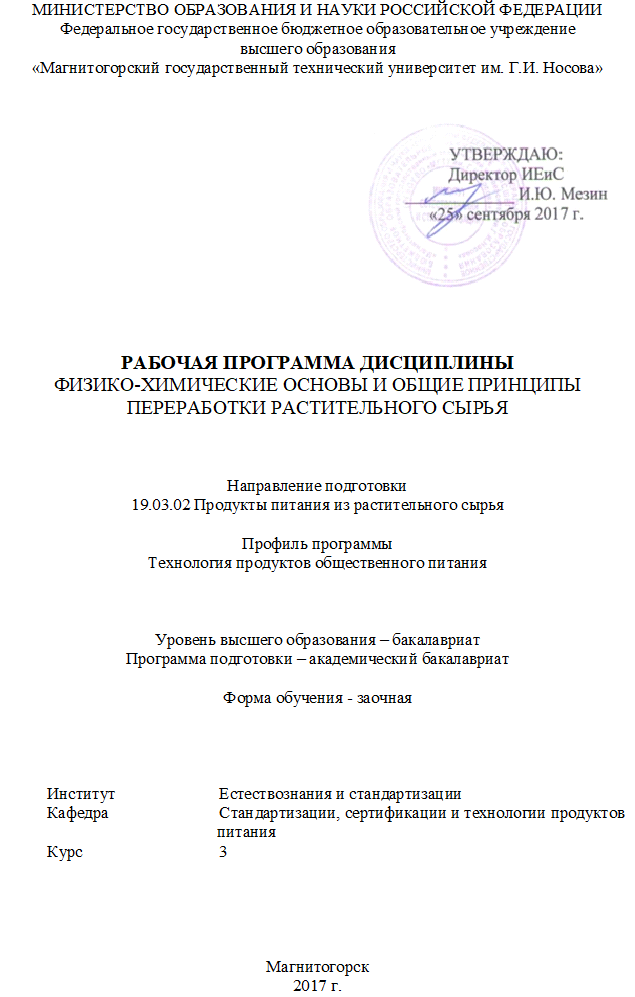 МИНИСТЕРСТВО ОБРАЗОВАНИЯ И НАУКИ РОССИЙСКОЙ ФЕДЕРАЦИИ
Федеральное государственное бюджетное образовательное учреждение
высшего образования
«Магнитогорский государственный технический университет им. Г.И. Носова»
УТВЕРЖДАЮ:
Директор ИЕиС
И.Ю. Мезин
«25» сентября 2017 г.
РАБОЧАЯ ПРОГРАММА ДИСЦИПЛИНЫ
ФИЗИКО-ХИМИЧЕСКИЕ ОСНОВЫ И ОБЩИЕ ПРИНЦИПЫ
ПЕРЕРАБОТКИ РАСТИТЕЛЬНОГО СЫРЬЯ
Направление подготовки
19.03.02 Продукты питания из растительного сырья
Профиль программы
Технология продуктов общественного питания
Уровень высшего образования – бакалавриат
Программа подготовки – академический бакалавриат
Форма обучения - заочная
Институт Естествознания и стандартизации
Кафедра Стандартизации, сертификации и технологии продуктов
питания
Курс 3
Магнитогорск
2017 г.